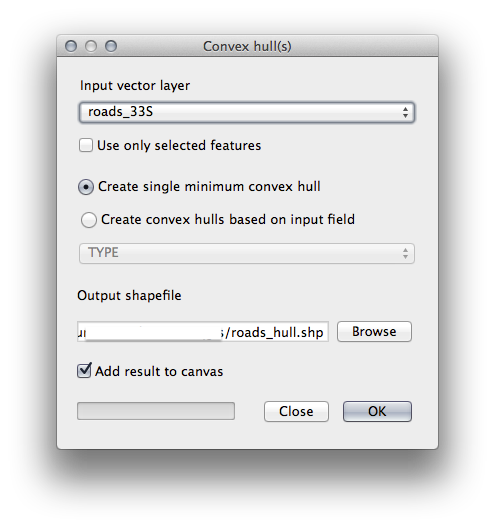 Convex hull(s)
Input vector layer
roads_33S
Use only selected features
Create single minimum convex hull
Create convex hulls based on input field
TYPE
Output shapefile
s/roads_hull.shp
Browse
Add result to canvas
Close
OK